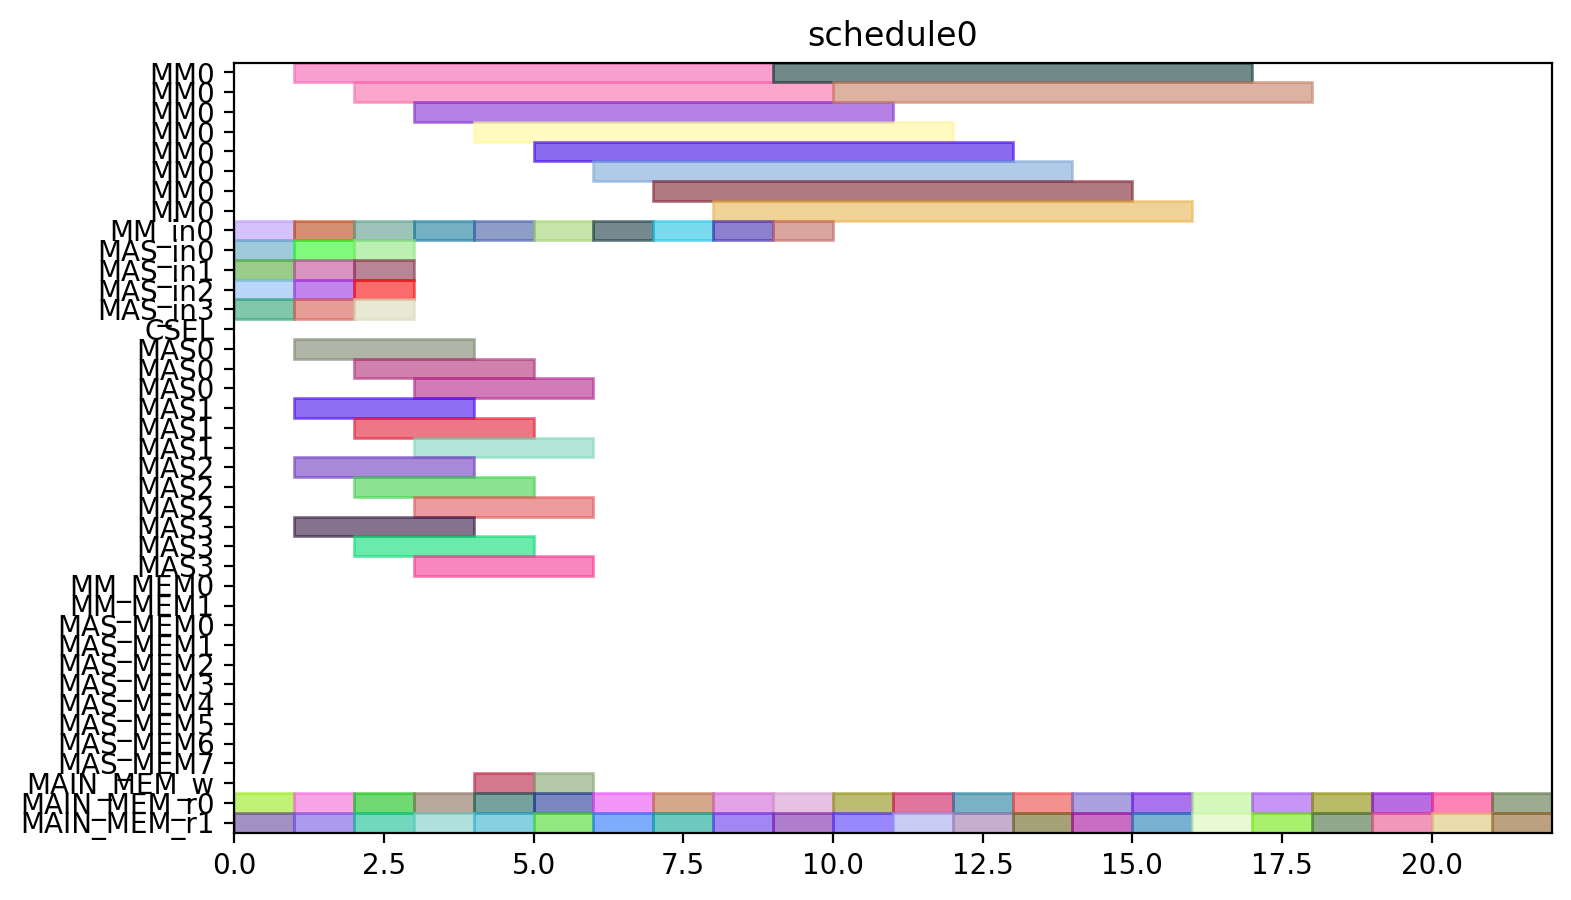 schedule0
MM0
MM0
MM0
MM0
MM0
MM0
MM0
MM0
MM_in0
MAS_in0
MAS_in1
MAS_in2
MAS_in3
CSEL
MAS0
MAS0
MAS0
MAS1
MAS1
MAS1
MAS2
MAS2
MAS2
MAS3
MAS3
MAS3
MM_MEM0
MM_MEM1
MAS_MEM0
MAS_MEM1
MAS_MEM2
MAS_MEM3
MAS_MEM4
MAS_MEM5
MAS_MEM6
MAS_MEM7
MAIN_MEM_w
MAIN_MEM_r0
MAIN_MEM_r1
0.0 2.5 5.0 7.5 10.0 12.5 15.0 17.5 20.0